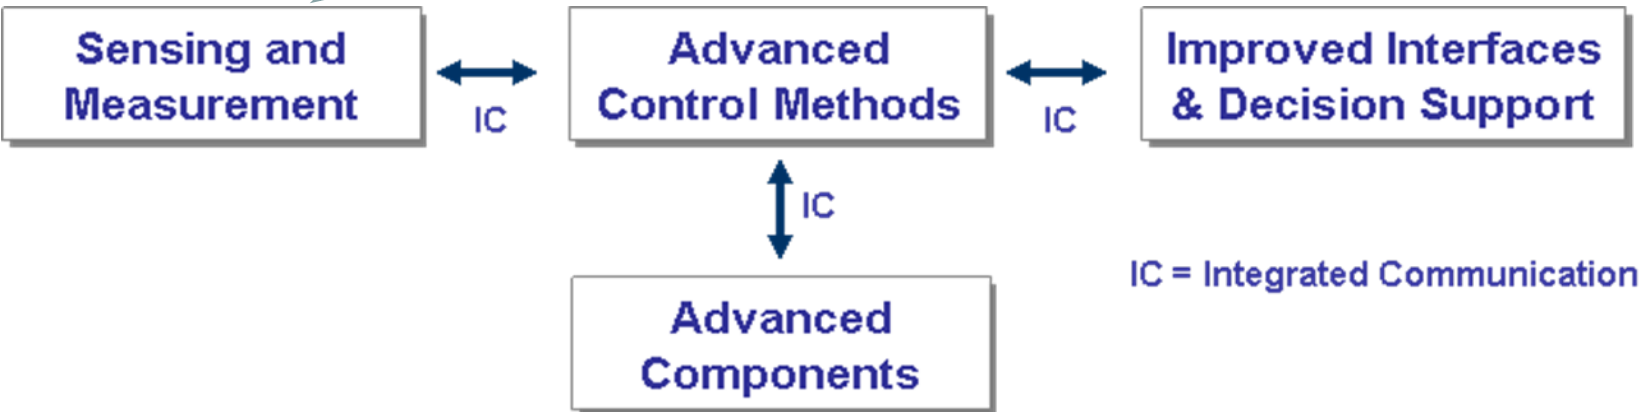 Sensing and
Measurement
IC
Advanced
Control Methods
IC
Improved Interfaces
& Decision Support
IC
IC = Integrated Communication
Advanced
Components